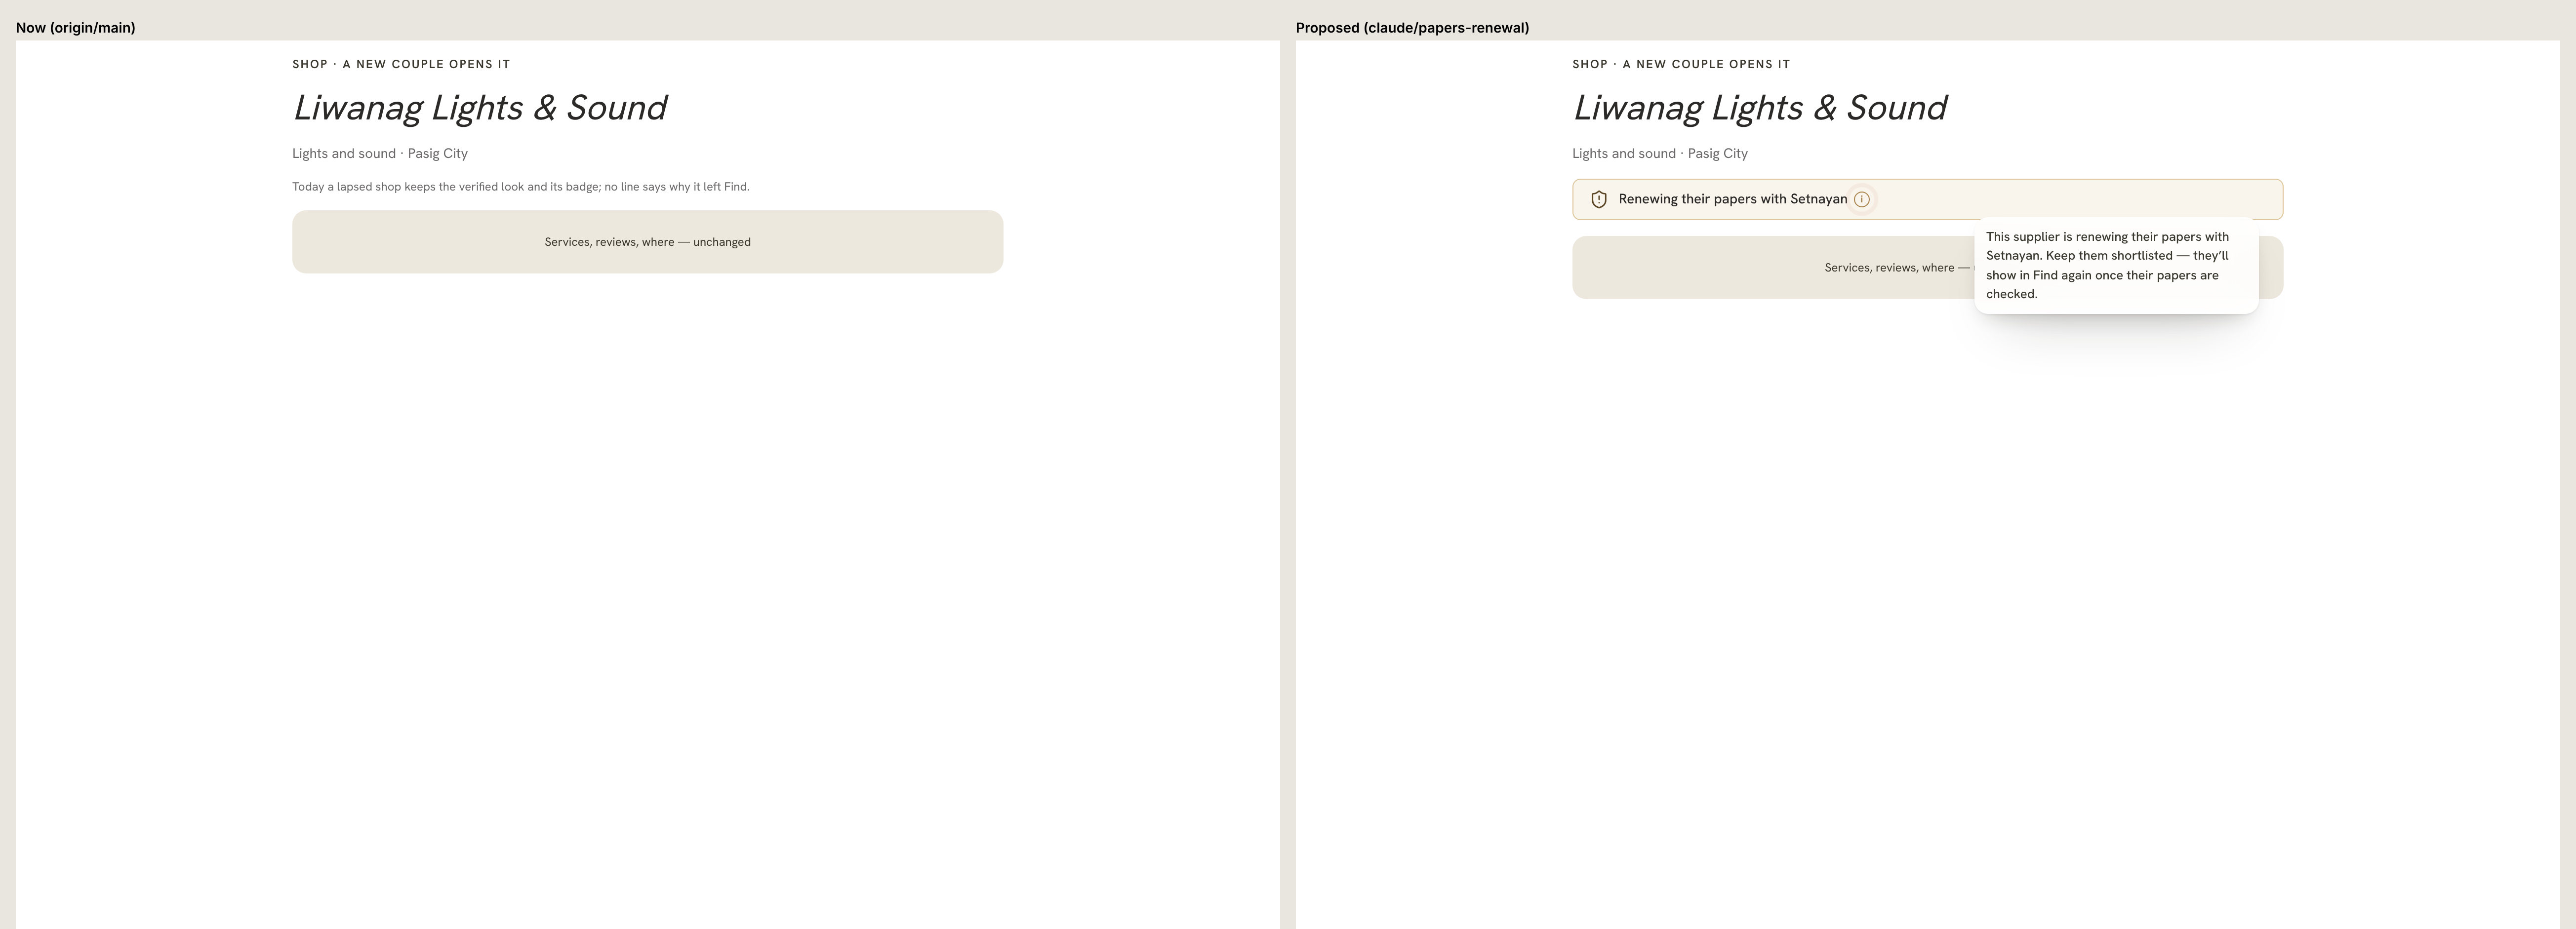 Now (origin/main)
SHOP · A NEW COUPLE OPENS IT
Liwanag Lights & Sound
Lights and sound · Pasig City
Today a lapsed shop keeps the verified look and its badge; no line says why it left Find.
Services, reviews, where — unchanged
Proposed (claude/papers-renewal)
SHOP · A NEW COUPLE OPENS IT
Liwanag Lights & Sound
Lights and sound · Pasig City
Renewing their papers with Setnayan
This supplier is renewing their papers with
Setnayan. Keep them shortlisted — they’ll
show in Find again once their papers are
checked.
Services, reviews, where —